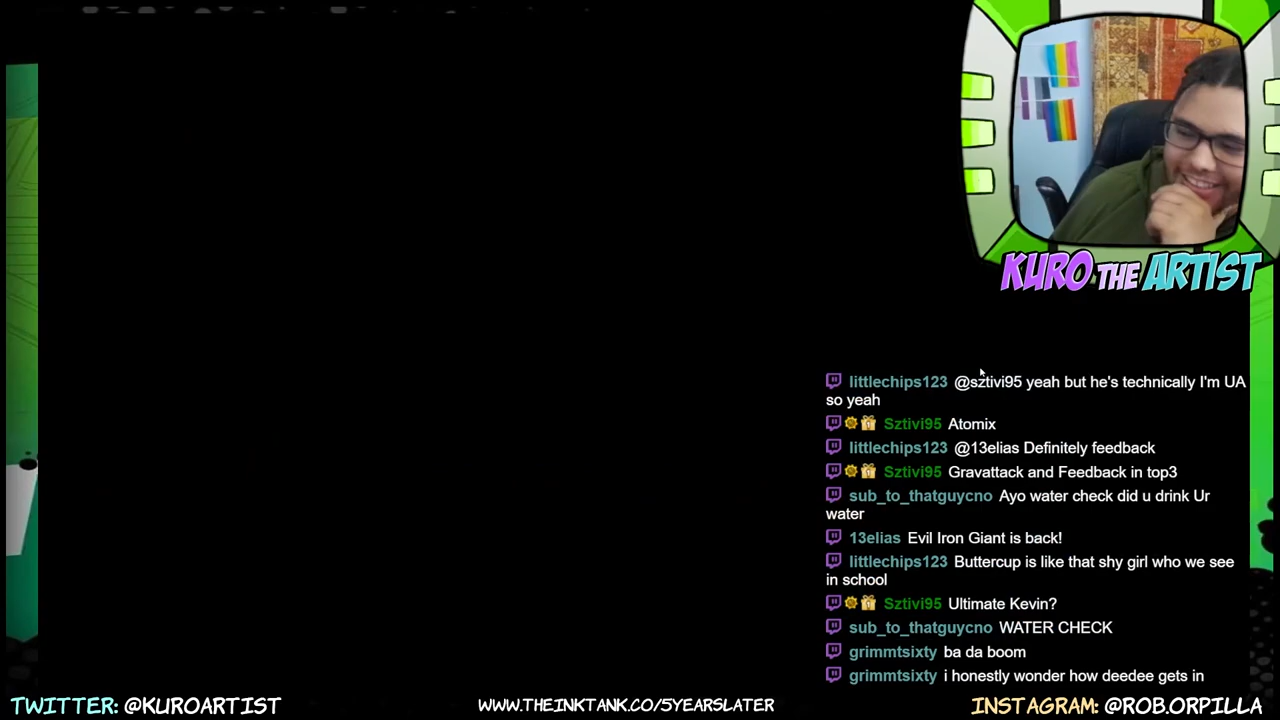 KURO THE ARTIST
littlechips123 @sztivi95 yeah but he's technically I'm UA
so yeah
Sztivi95 Atomix
littlechips123 @13elias Definitely feedback
Sztivi95 Gravattack and Feedback in top3
sub_to_thatguycno Ayo water check did u drink Ur
water
13elias Evil Iron Giant is back!
littlechips123 Buttercup is like that shy girl who we see
in school
Sztivi95 Ultimate Kevin?
sub_to_thatguycno WATER CHECK
grimmtsixty ba da boom
grimmtsixty i honestly wonder how deedee gets in
TWITTER: @KUROARTIST
WWW.THEINKTANK.CO/5YEARSLATER
INSTAGRAM: @ROB.ORPILLA